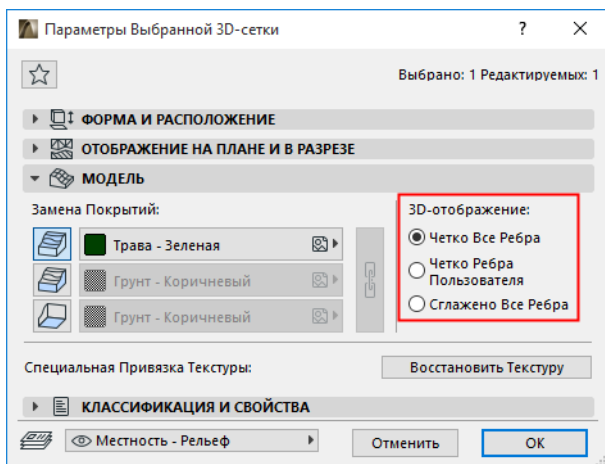 Параметры Выбранной 3D-сетки ? ×
Выбрано: 1 Редактируемых: 1
ФОРМА И РАСПОЛОЖЕНИЕ
ОТОБРАЖЕНИЕ НА ПЛАНЕ И В РАЗРЕЗЕ
МОДЕЛЬ
Замена Покрытий:
Трава - Зеленая
Грунт - Коричневый
Грунт - Коричневый
3D-отображение:
Четко Все Ребра
Четко Ребра
Пользователя
Сглажено Все Ребра
Специальная Привязка Текстуры: Восстановить Текстуру
КЛАССИФИКАЦИЯ И СВОЙСТВА
Местность - Рельеф Отменить OK